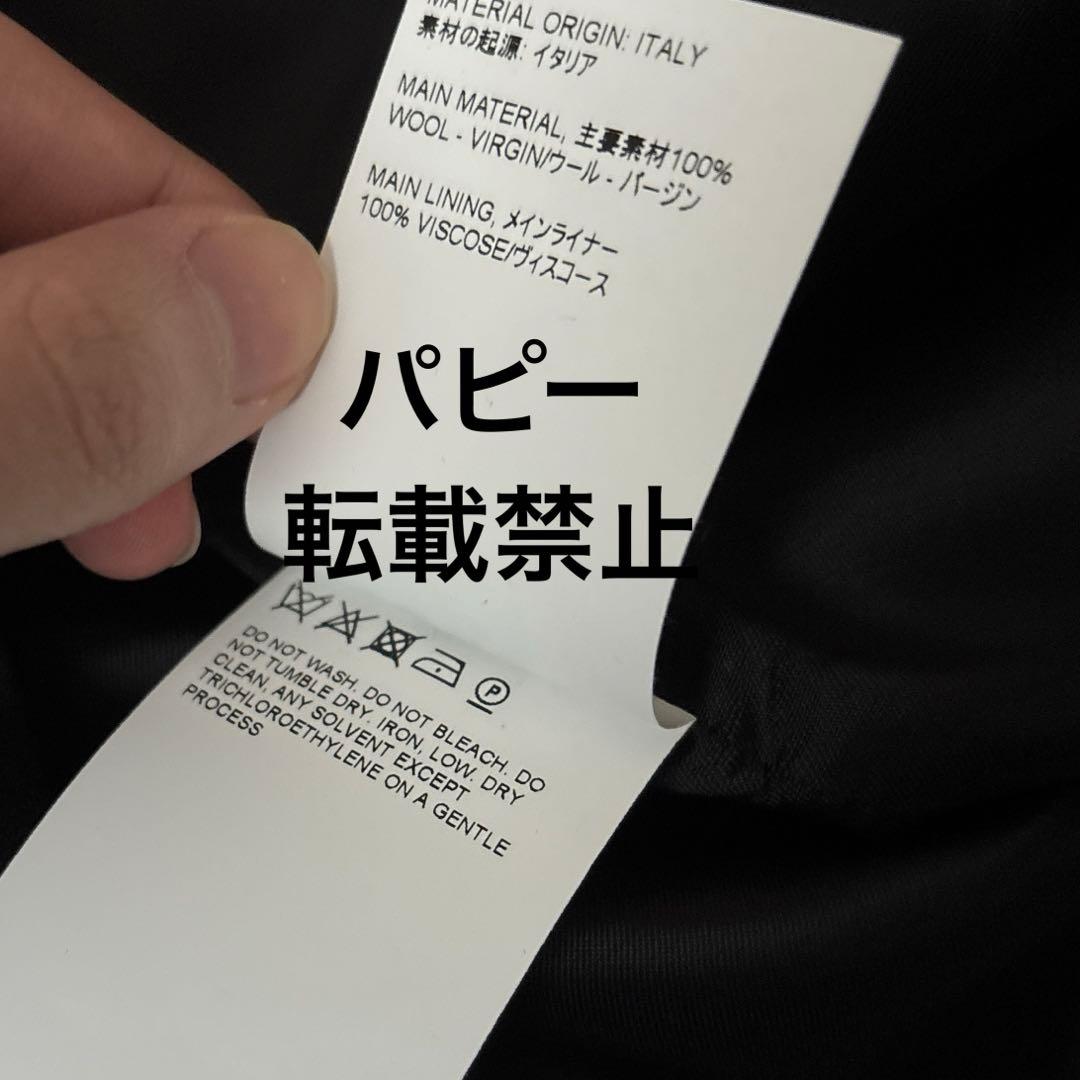 MATERIAL ORIGIN: ITALY
素材の起源: イタリア
MAIN MATERIAL, 主要素材100%
WOOL - VIRGIN/ウール - バージン
MAIN LINING, メインライナー
100% VISCOSE/ヴィスコース
パピー
転載禁止
P
DO NOT WASH. DO NOT BLEACH. DO
NOT TUMBLE DRY. IRON, LOW. DRY
CLEAN, ANY SOLVENT EXCEPT
TRICHLOROETHYLENE ON A GENTLE
PROCESS